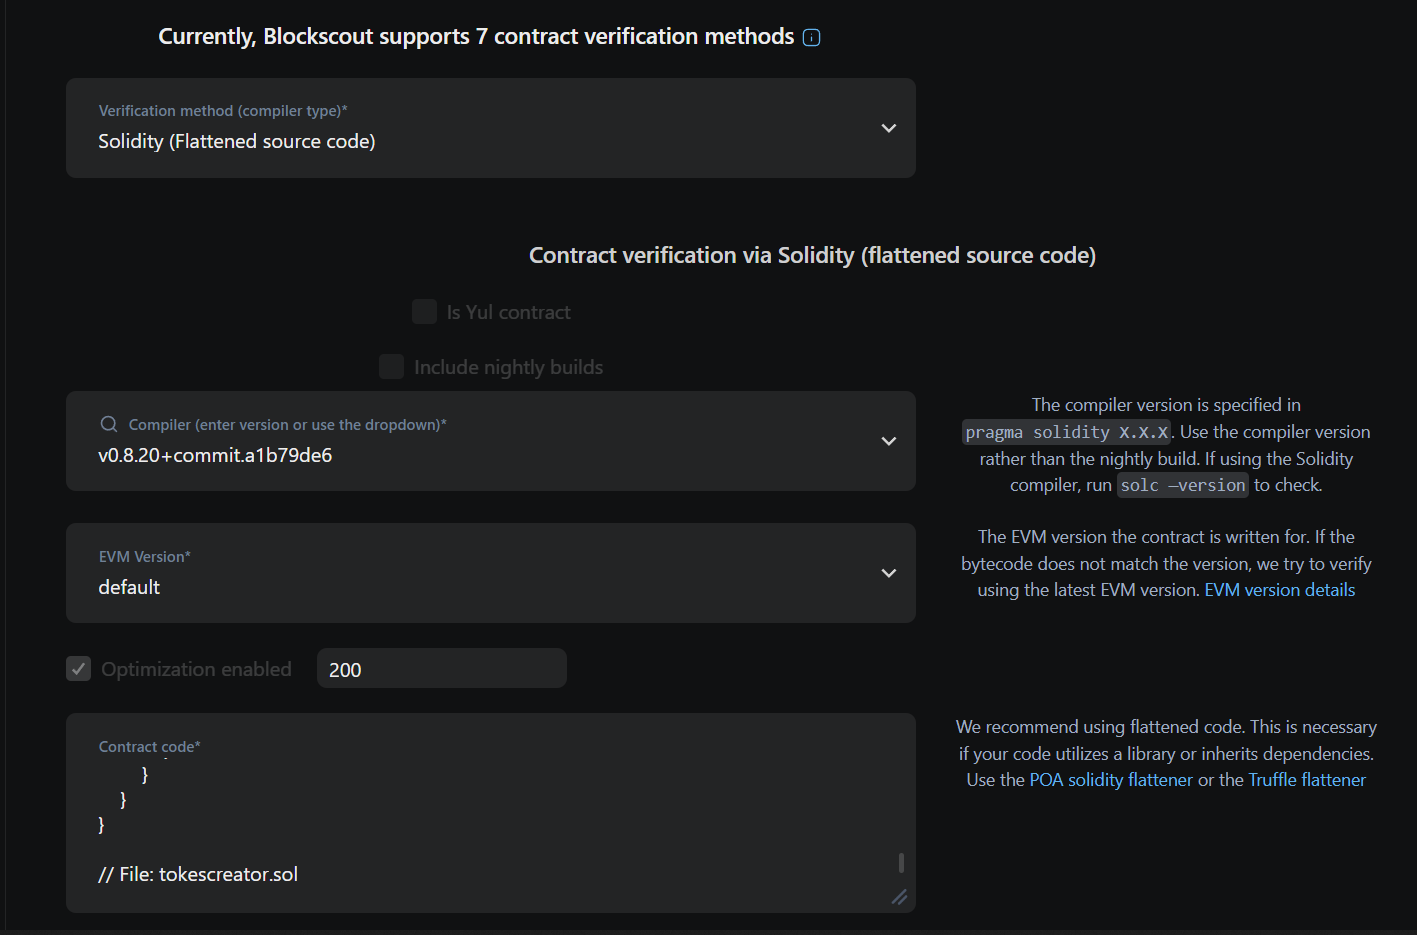 Currently, Blockscout supports 7 contract verification methods
Verification method (compiler type)*
Solidity (Flattened source code)
Contract verification via Solidity (flattened source code)
Is Yul contract
Include nightly builds
Compiler (enter version or use the dropdown)*
v0.8.20+commit.a1b79de6
The compiler version is specified in
pragma solidity X.X.X. Use the compiler version
rather than the nightly build. If using the Solidity
compiler, run solc —version to check.
EVM Version*
default
The EVM version the contract is written for. If the
bytecode does not match the version, we try to verify
using the latest EVM version. EVM version details
Optimization enabled
200
Contract code*
}
}
}
// File: tokescreator.sol
We recommend using flattened code. This is necessary
if your code utilizes a library or inherits dependencies.
Use the POA solidity flattener or the Truffle flattener